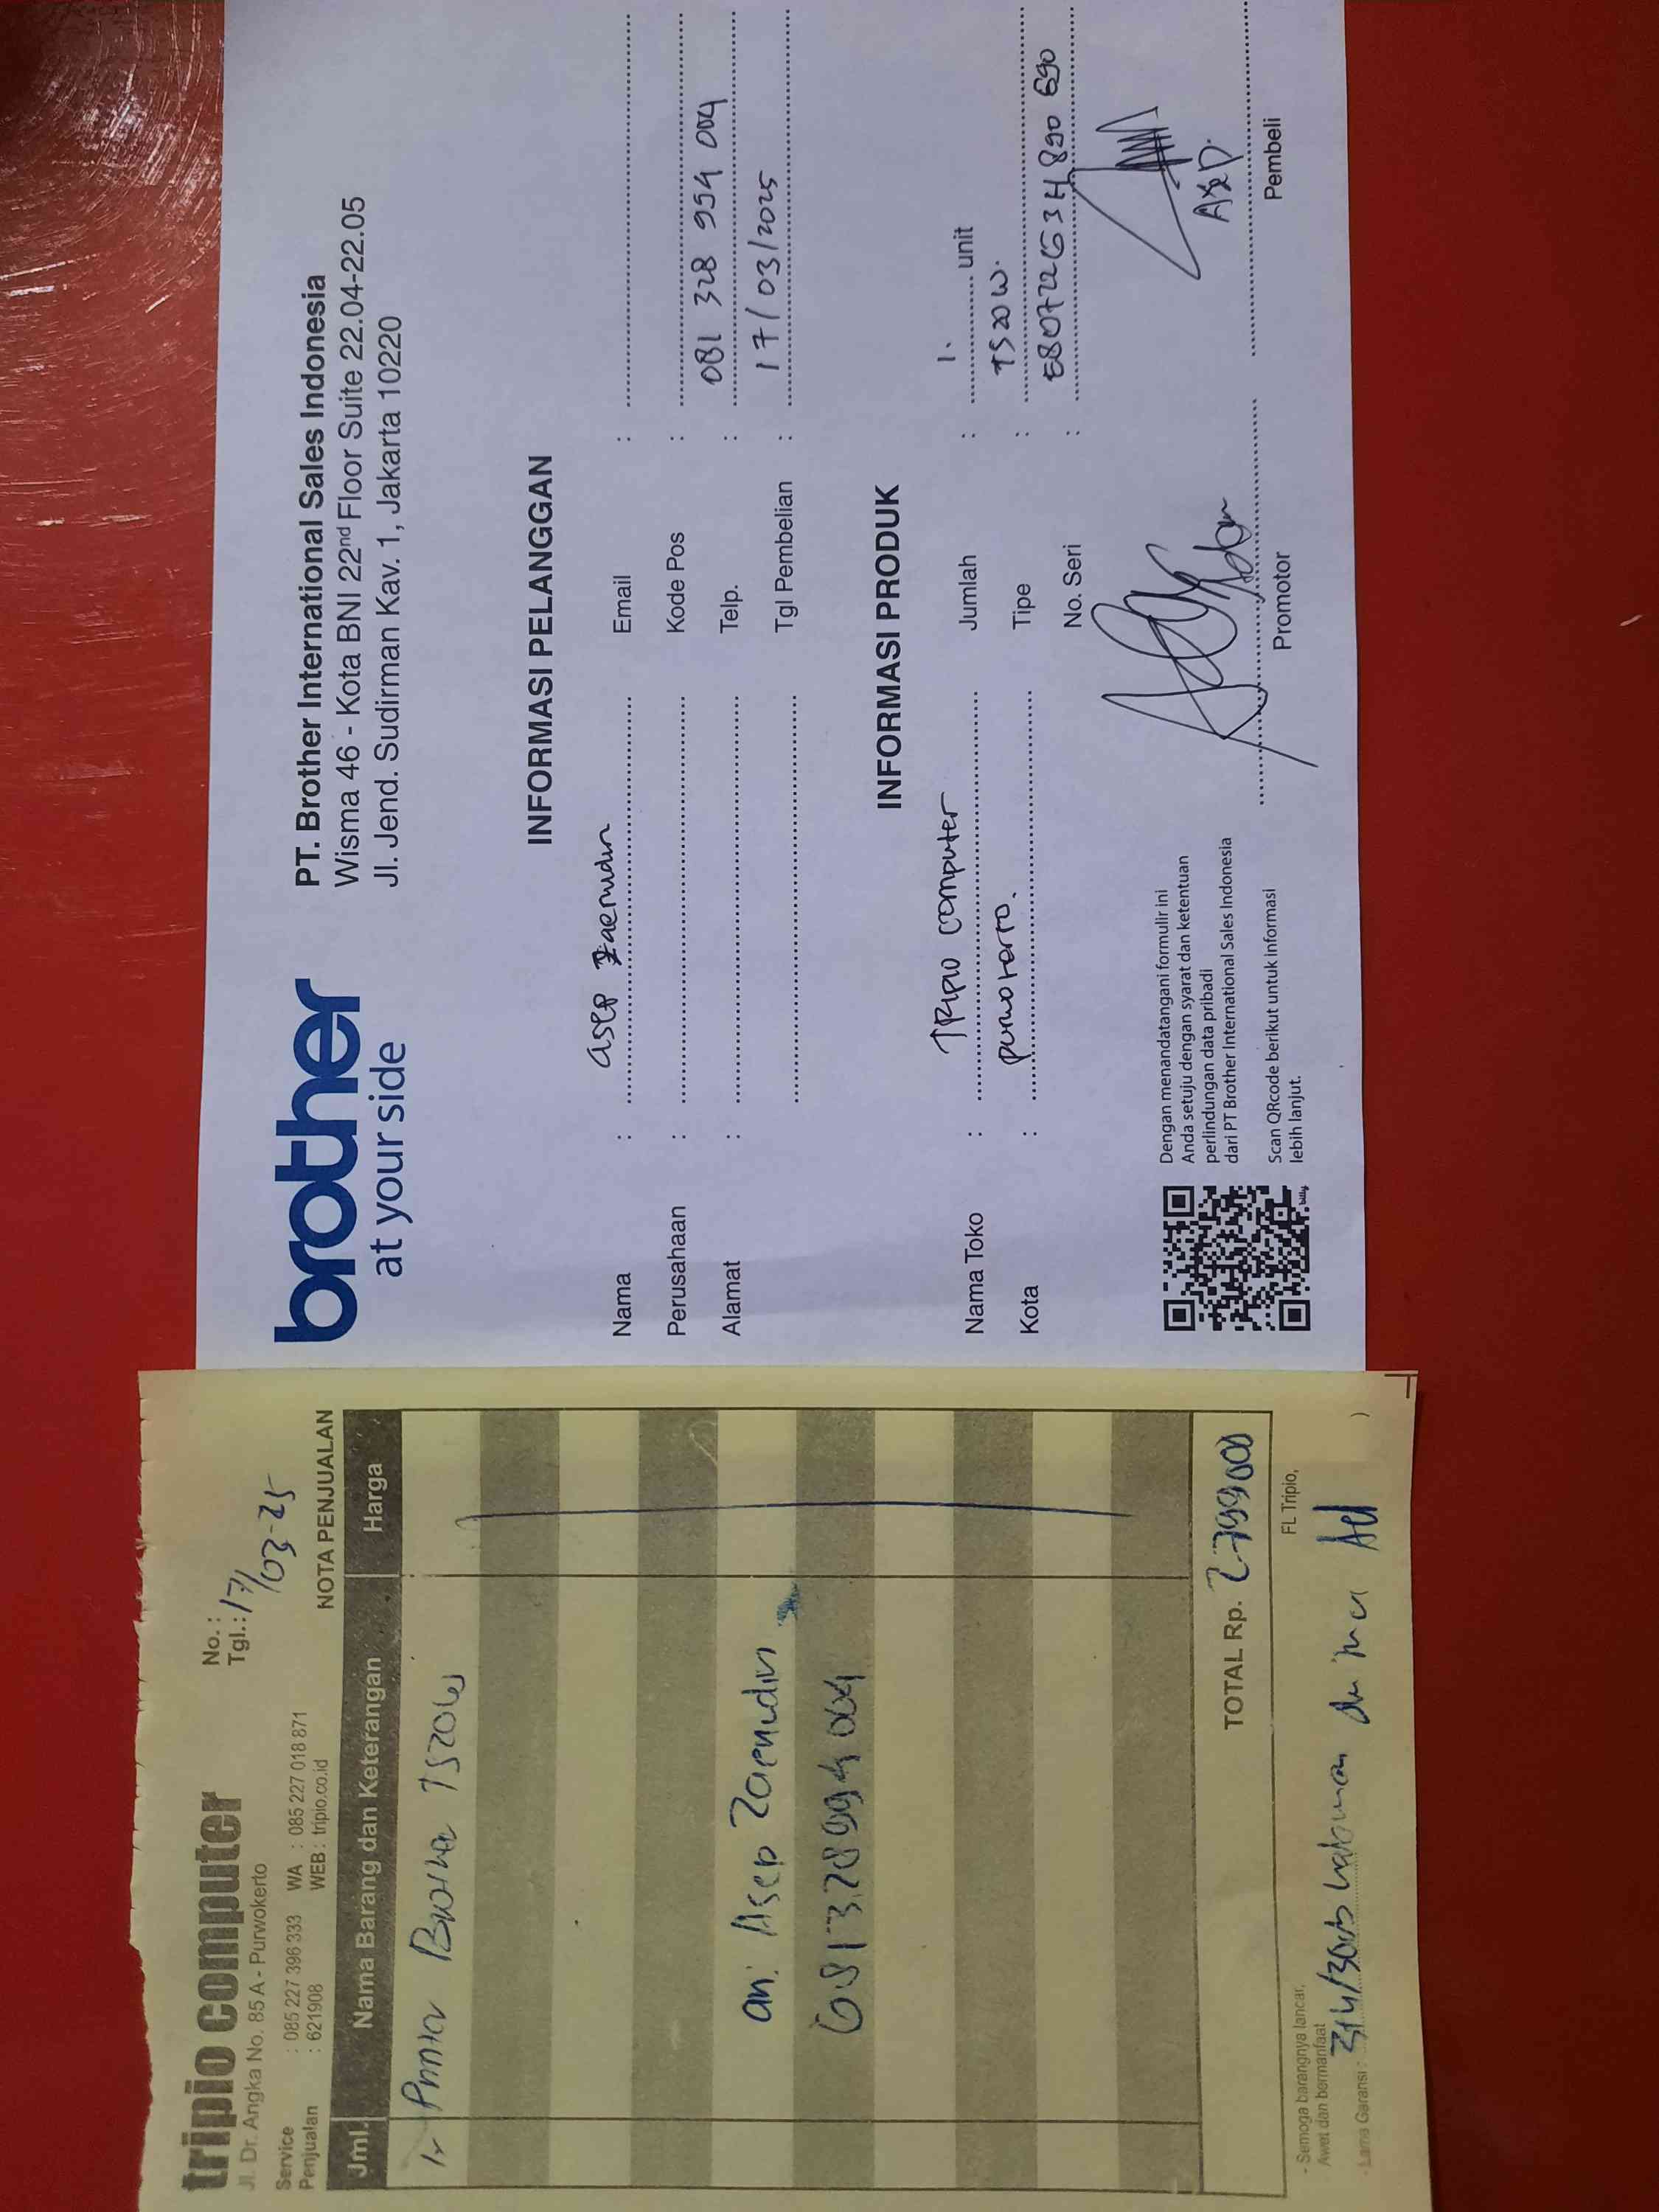 tripio computer
Jl. Dr. Angka No. 85 A - Purwokerto
Service : 085 227 396 333 WA : 085 227 018 871
Penjualan : 621908 WEB : tripio.co.id
No. :
Tgl. : 17/03-25
NOTA PENJUALAN
Jml. Nama Barang dan Keterangan Harga
1 Printer Brother T520W
an. Asep Zaenudin
TOTAL Rp. 2799000
- Semoga barangnya lancar,
Awet dan bermanfaat
- Lama Garansi :
FL Tripio,
)
brother
at your side
PT. Brother International Sales Indonesia
Wisma 46 - Kota BNI 22nd Floor Suite 22.04-22.05
Jl. Jend. Sudirman Kav. 1, Jakarta 10220
INFORMASI PELANGGAN
Nama : asep Zaenudin Email :
Perusahaan : Kode Pos :
Alamat : Telp. : 081 328 994 004
Tgl Pembelian : 17/03/2025
INFORMASI PRODUK
Nama Toko : TRIPIO computer Jumlah : 1. unit
Kota : purwokerto. Tipe : T520W.
No. Seri : E80722G3H890 690
Dengan menandatangani formulir ini
Anda setuju dengan syarat dan ketentuan
perlindungan data pribadi
dari PT Brother International Sales Indonesia
Scan QRcode berikut untuk informasi
lebih lanjut.
Promotor
Pembeli